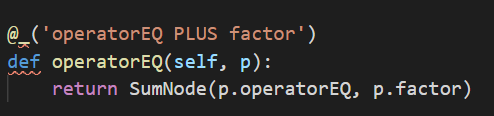 @_('operatorEQ PLUS factor')
def operatorEQ(self, p):
    return SumNode(p.operatorEQ, p.factor)